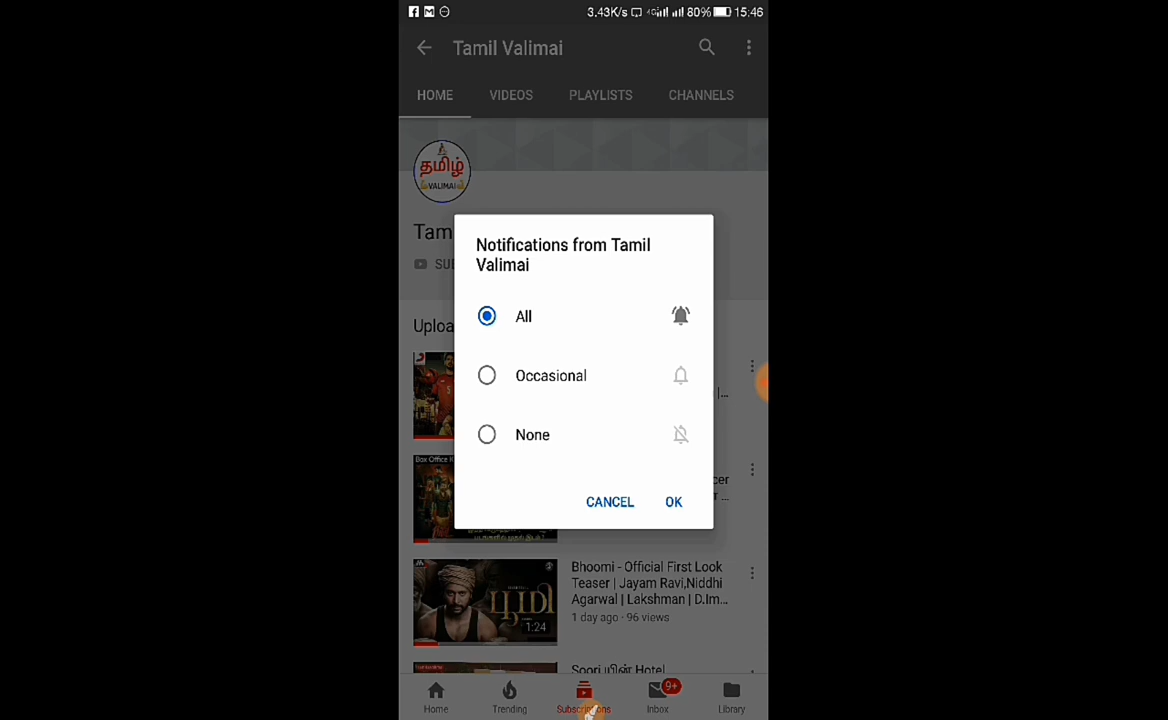 3.43K/s 4G 80% 15:46
Tamil Valimai
HOME VIDEOS PLAYLISTS CHANNELS
தமிழ்
VALIMAI
Tam
SUB
Notifications from Tamil
Valimai
All
Occasional
None
CANCEL OK
Uploa
|...
Box Office
cer
...
Bhoomi - Official First Look
Teaser | Jayam Ravi,Niddhi
Agarwal | Lakshman | D.Im...
1 day ago · 96 views
பூமி
1:24
Soori யின் Hotel
9+
Home Trending Subscriptions Inbox Library